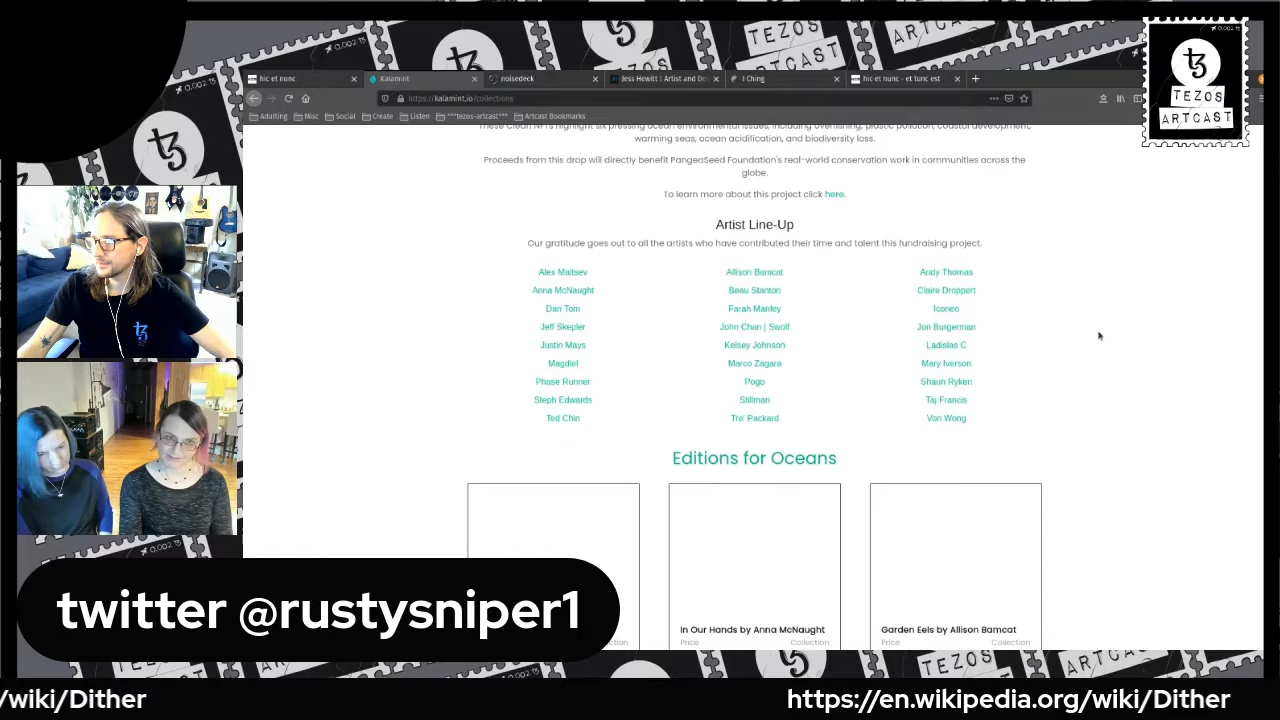 TEZOS
ARTCAST
0.002 ꜩ
hic et nunc
Kalamint
noisedeck
Jess Hewitt | Artist and De
I Ching
hic et nunc - et tunc est
https://kalamint.io/collections
Adulting
Misc
Social
Create
Listen
***tezos-artcast***
Artcast Bookmarks
These Clean NFTs highlight six pressing ocean environmental issues, including overfishing, plastic pollution, coastal development,
warming seas, ocean acidification, and biodiversity loss.
Proceeds from this drop will directly benefit PangeaSeed Foundation's real-world conservation work in communities across the
globe.
To learn more about this project click here.
Artist Line-Up
Our gratitude goes out to all the artists who have contributed their time and talent this fundraising project.
Alex Maltsev Allison Bamcat Andy Thomas
Anna McNaught Beau Stanton Claire Droppert
Dan Tom Farah Manley Iconeo
Jeff Skepler John Chan | Swolf Jon Burgerman
Justin Mays Kelsey Johnson Ladislas C
Magdiel Marco Zagara Mary Iverson
Phase Runner Pogo Shaun Ryken
Steph Edwards Stillman Taj Francis
Ted Chin Tre' Packard Von Wong
Editions for Oceans
In Our Hands by Anna McNaught
Price Collection
Garden Eels by Allison Bamcat
Price Collection
twitter @rustysniper1
/wiki/Dither
https://en.wikipedia.org/wiki/Dither